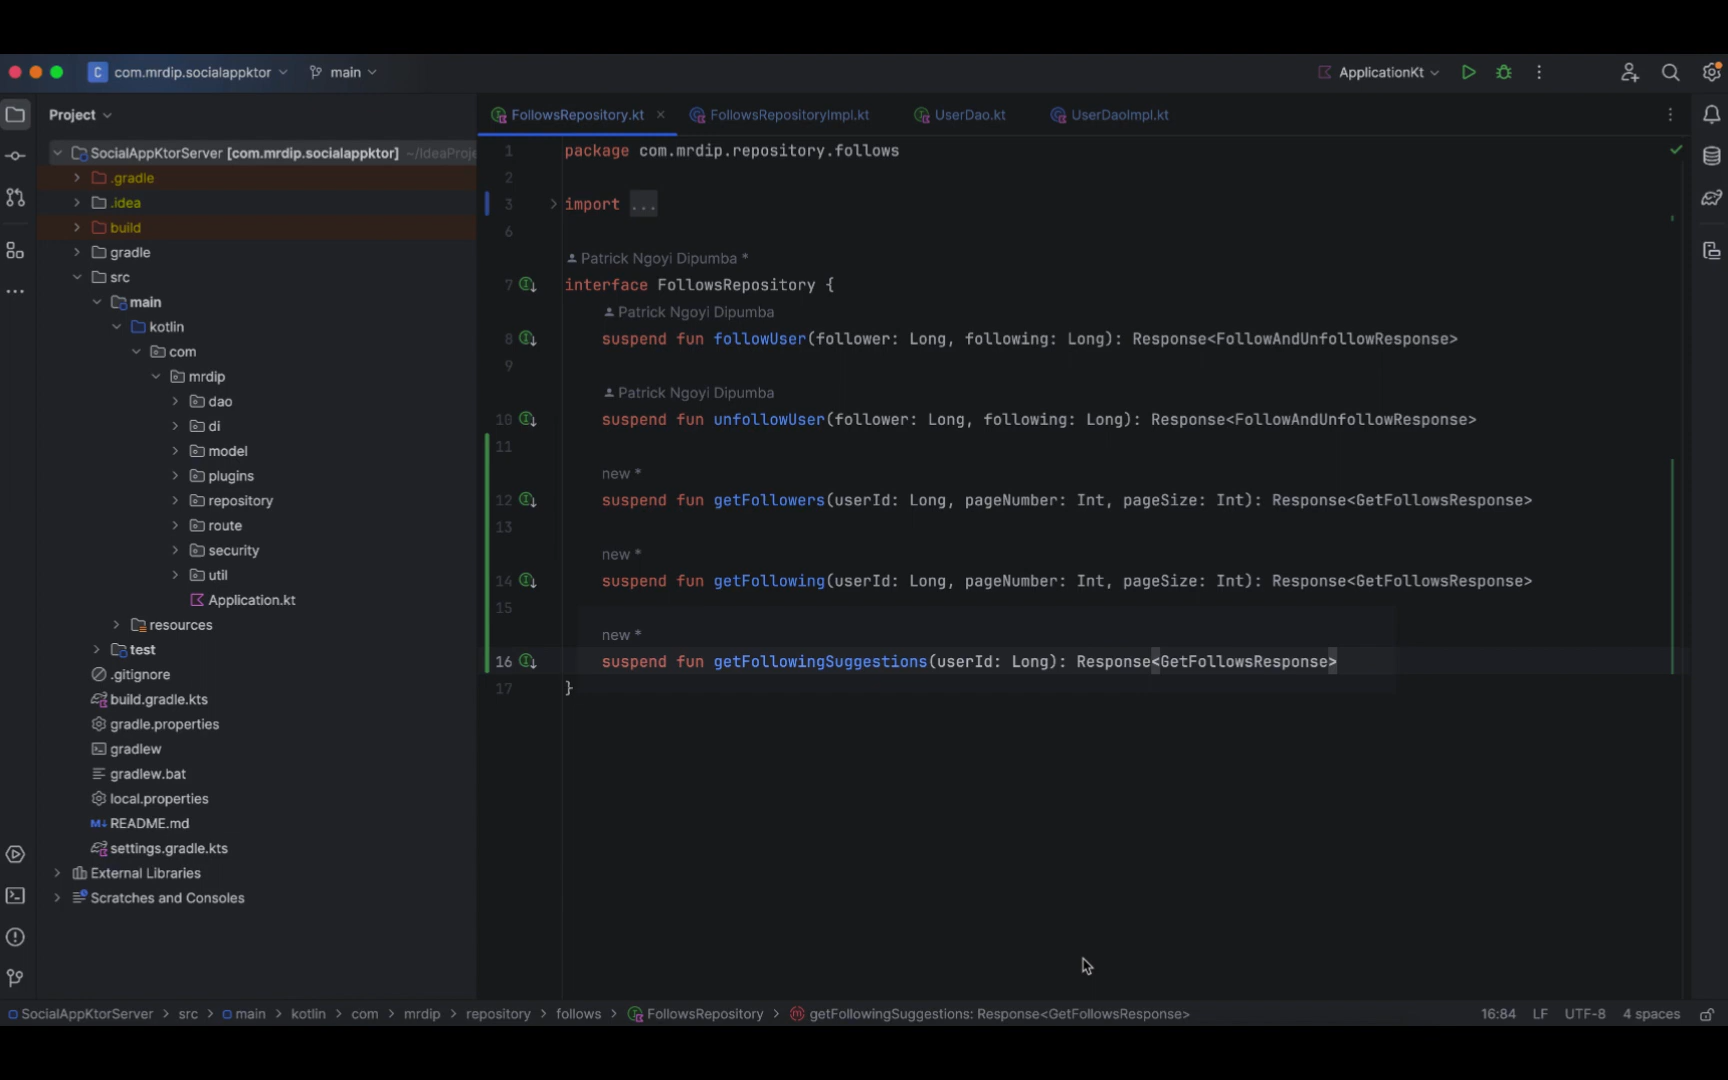 com.mrdip.socialappktor
main
ApplicationKt
Project
FollowsRepository.kt
FollowsRepositoryImpl.kt
UserDao.kt
UserDaoImpl.kt
SocialAppKtorServer [com.mrdip.socialappktor] ~/IdeaProje
.gradle
.idea
build
gradle
src
main
kotlin
com
mrdip
dao
di
model
plugins
repository
route
security
util
Application.kt
resources
test
.gitignore
build.gradle.kts
gradle.properties
gradlew
gradlew.bat
local.properties
README.md
settings.gradle.kts
External Libraries
Scratches and Consoles
1 package com.mrdip.repository.follows
2
3 import ...
6
Patrick Ngoyi Dipumba *
7 interface FollowsRepository {
Patrick Ngoyi Dipumba
8 suspend fun followUser(follower: Long, following: Long): Response<FollowAndUnfollowResponse>
9
Patrick Ngoyi Dipumba
10 suspend fun unfollowUser(follower: Long, following: Long): Response<FollowAndUnfollowResponse>
11
new *
12 suspend fun getFollowers(userId: Long, pageNumber: Int, pageSize: Int): Response<GetFollowsResponse>
13
new *
14 suspend fun getFollowing(userId: Long, pageNumber: Int, pageSize: Int): Response<GetFollowsResponse>
15
new *
16 suspend fun getFollowingSuggestions(userId: Long): Response<GetFollowsResponse>
17 }
SocialAppKtorServer > src > main > kotlin > com > mrdip > repository > follows > FollowsRepository > getFollowingSuggestions: Response<GetFollowsResponse>
16:84 LF UTF-8 4 spaces